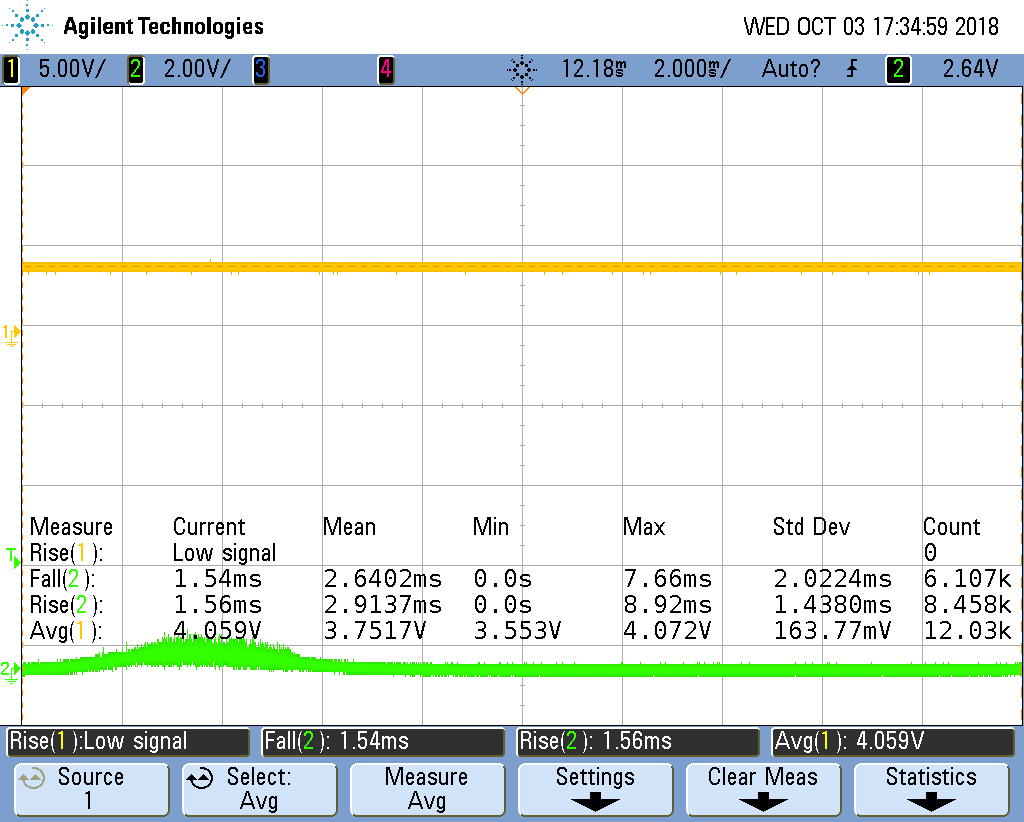 Agilent Technologies WED OCT 03 17:34:59 2018
1 5.00V/ 2 2.00V/ 3 4 12.18ms 2.000ms/ Auto? 2 2.64V
1
T
2
Measure Current Mean Min Max Std Dev Count
Rise(1): Low signal 0
Fall(2): 1.54ms 2.6402ms 0.0s 7.66ms 2.0224ms 6.107k
Rise(2): 1.56ms 2.9137ms 0.0s 8.92ms 1.4380ms 8.458k
Avg(1): 4.059V 3.7517V 3.553V 4.072V 163.77mV 12.03k
Rise(1):Low signal Fall(2): 1.54ms Rise(2): 1.56ms Avg(1): 4.059V
Source Select: Measure Settings Clear Meas Statistics
1 Avg Avg